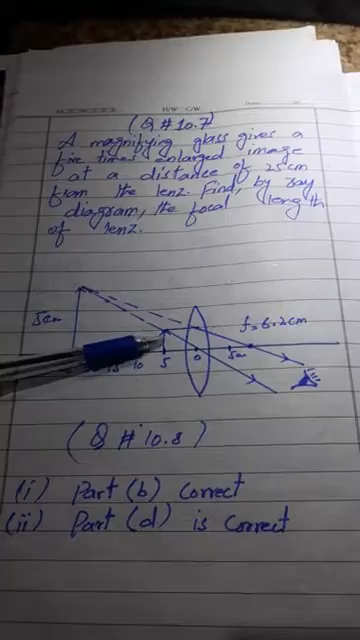 H/W C/W
(Q # 10.7)
A magnifying glass gives a
five times enlarged image
at a distance of 25cm
from the lenz. Find, by ray
diagram, the focal length
of lenz.
5cm
f=6.2cm
15 10 5 0 5cm
(Q # 10.8)
(i) Part (b) Correct
(ii) Part (d) is Correct